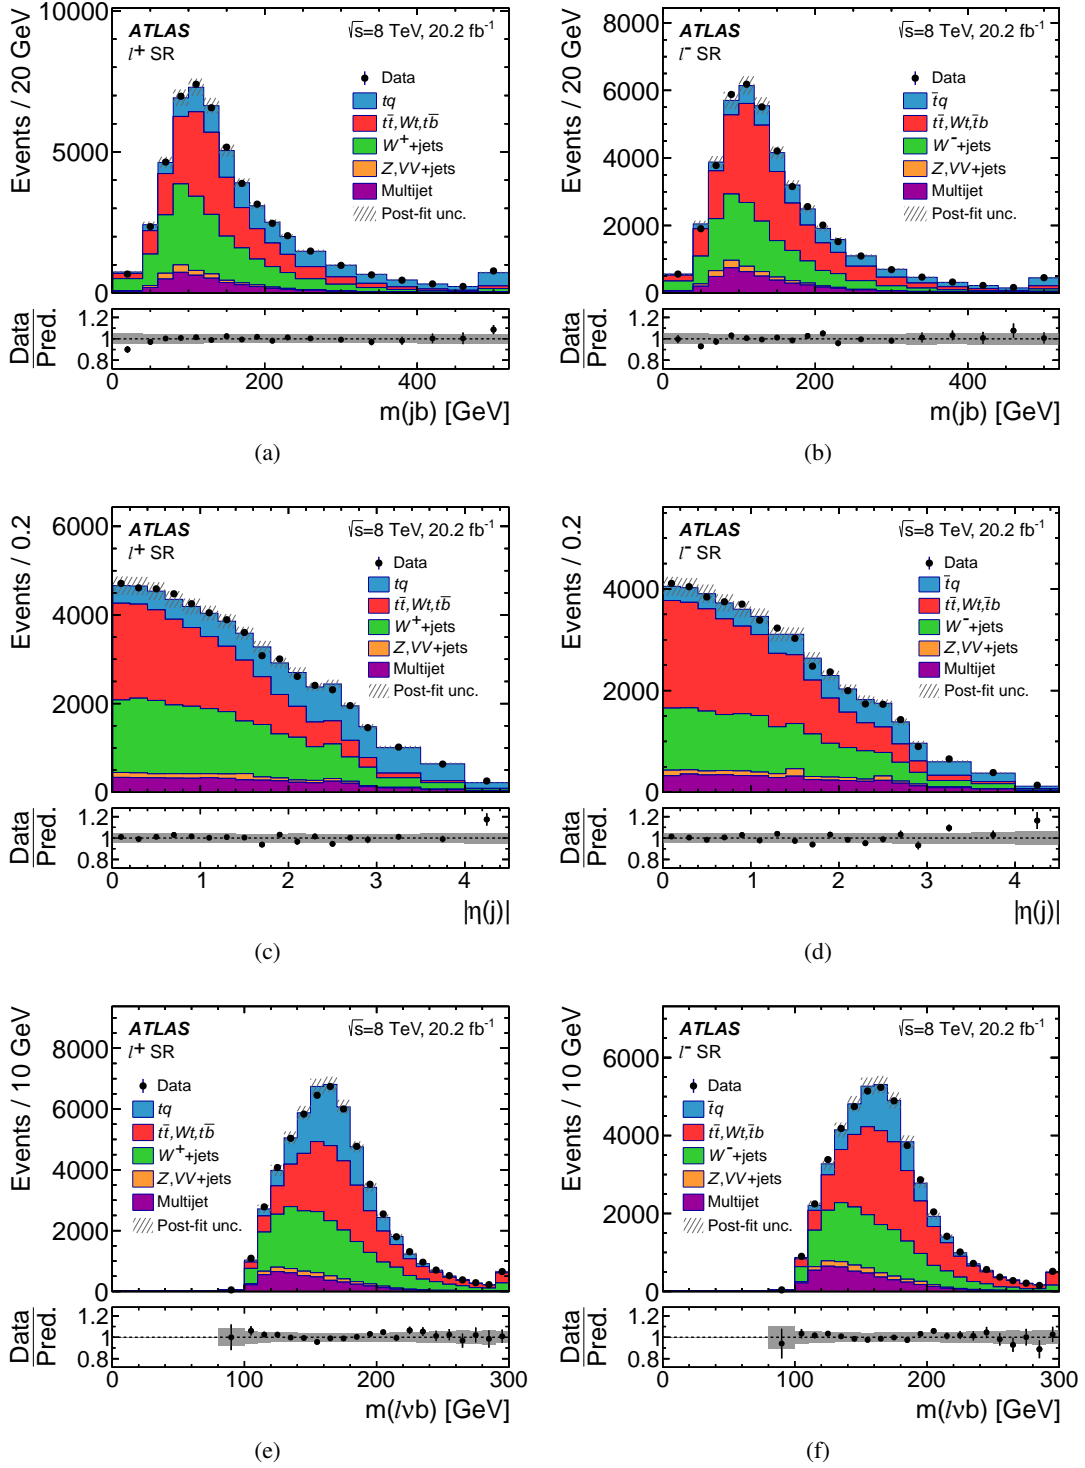 ATLAS
l⁺ SR
√s=8 TeV, 20.2 fb⁻¹
Data
tq
tt̄,Wt,tb̄
W⁺+jets
Z,VV+jets
Multijet
Post-fit unc.
Events / 20 GeV
10000
5000
0
Data
Pred.
1.2
1
0.8
0 200 400
m(jb) [GeV]
(a)
ATLAS
l⁻ SR
√s=8 TeV, 20.2 fb⁻¹
Data
t̄q
tt̄,Wt,t̄b
W⁻+jets
Z,VV+jets
Multijet
Post-fit unc.
Events / 20 GeV
8000
6000
4000
2000
0
Data
Pred.
1.2
1
0.8
0 200 400
m(jb) [GeV]
(b)
ATLAS
l⁺ SR
√s=8 TeV, 20.2 fb⁻¹
Data
tq
tt̄,Wt,tb̄
W⁺+jets
Z,VV+jets
Multijet
Post-fit unc.
Events / 0.2
6000
4000
2000
0
Data
Pred.
1.2
1
0.8
0 1 2 3 4
|η(j)|
(c)
ATLAS
l⁻ SR
√s=8 TeV, 20.2 fb⁻¹
Data
t̄q
tt̄,Wt,t̄b
W⁻+jets
Z,VV+jets
Multijet
Post-fit unc.
Events / 0.2
4000
2000
0
Data
Pred.
1.2
1
0.8
0 1 2 3 4
|η(j)|
(d)
ATLAS
l⁺ SR
√s=8 TeV, 20.2 fb⁻¹
Data
tq
tt̄,Wt,tb̄
W⁺+jets
Z,VV+jets
Multijet
Post-fit unc.
Events / 10 GeV
8000
6000
4000
2000
0
Data
Pred.
1.2
1
0.8
0 100 200 300
m(lνb) [GeV]
(e)
ATLAS
l⁻ SR
√s=8 TeV, 20.2 fb⁻¹
Data
t̄q
tt̄,Wt,t̄b
W⁻+jets
Z,VV+jets
Multijet
Post-fit unc.
Events / 10 GeV
6000
4000
2000
0
Data
Pred.
1.2
1
0.8
0 100 200 300
m(lνb) [GeV]
(f)